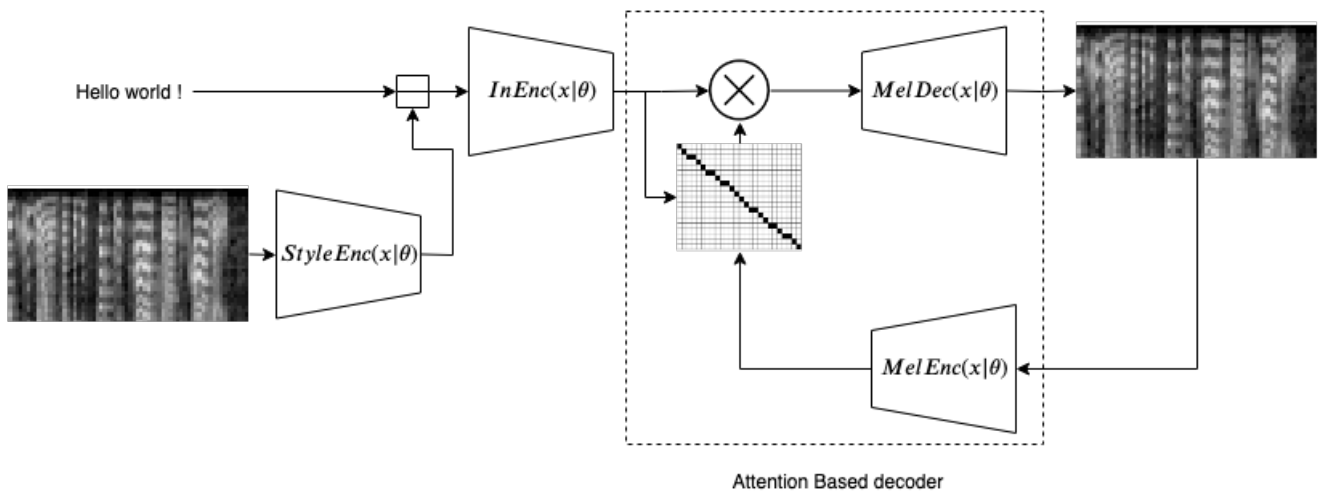 Hello world !
InEnc(x|θ)
MelDec(x|θ)
StyleEnc(x|θ)
MelEnc(x|θ)
Attention Based decoder